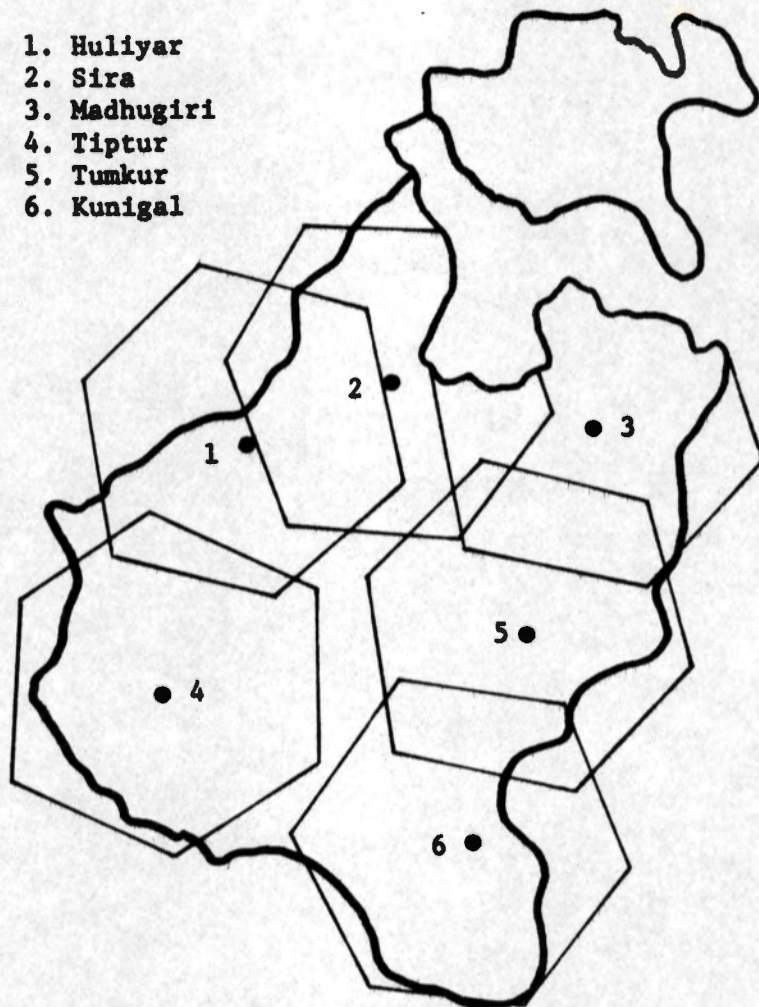 1. Huliyar
2. Sira
3. Madhugiri
4. Tiptur
5. Tumkur
6. Kunigal
2
3
1
5
4
6